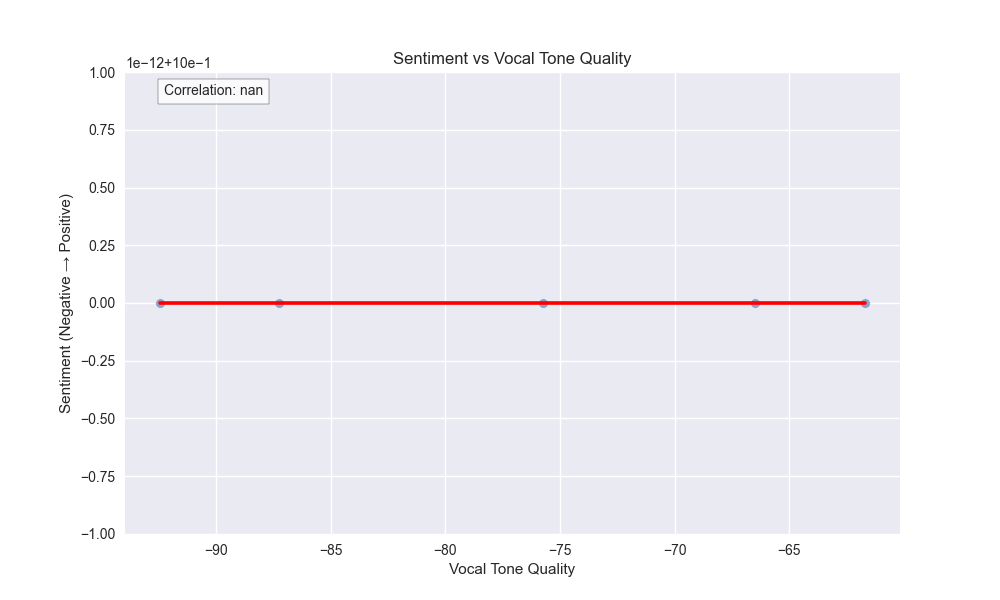 Sentiment vs Vocal Tone Quality
1e−12+10e−1
Correlation: nan
1.00
0.75
0.50
0.25
0.00
−0.25
−0.50
−0.75
−1.00
Sentiment (Negative → Positive)
−90 −85 −80 −75 −70 −65
Vocal Tone Quality